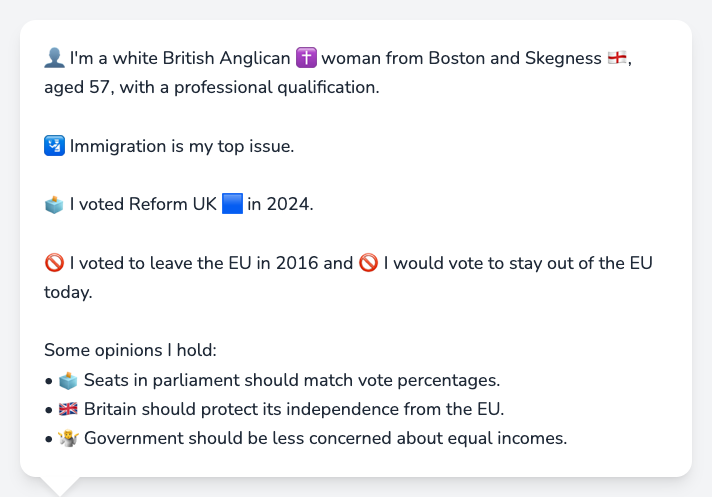 👤 I'm a white British Anglican ✝️ woman from Boston and Skegness 🏴󠁧󠁢󠁥󠁮󠁧󠁿,
aged 57, with a professional qualification.
🛂 Immigration is my top issue.
🗳️ I voted Reform UK 🟦 in 2024.
🚫 I voted to leave the EU in 2016 and 🚫 I would vote to stay out of the EU
today.
Some opinions I hold:
• 🗳️ Seats in parliament should match vote percentages.
• 🇬🇧 Britain should protect its independence from the EU.
• 🤷 Government should be less concerned about equal incomes.